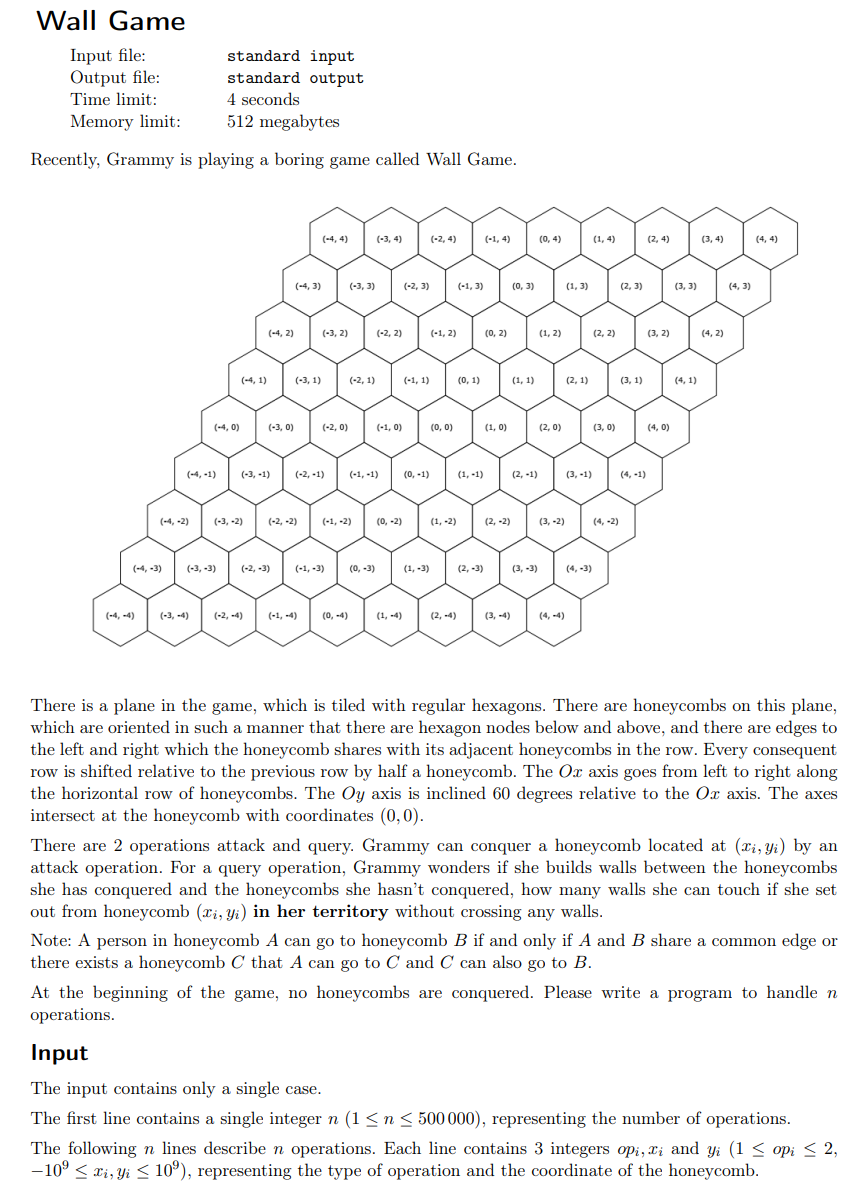 Wall Game
Input file: standard input
Output file: standard output
Time limit: 4 seconds
Memory limit: 512 megabytes
Recently, Grammy is playing a boring game called Wall Game.
(-4, 4) (-3, 4) (-2, 4) (-1, 4) (0, 4) (1, 4) (2, 4) (3, 4) (4, 4)
(-4, 3) (-3, 3) (-2, 3) (-1, 3) (0, 3) (1, 3) (2, 3) (3, 3) (4, 3)
(-4, 2) (-3, 2) (-2, 2) (-1, 2) (0, 2) (1, 2) (2, 2) (3, 2) (4, 2)
(-4, 1) (-3, 1) (-2, 1) (-1, 1) (0, 1) (1, 1) (2, 1) (3, 1) (4, 1)
(-4, 0) (-3, 0) (-2, 0) (-1, 0) (0, 0) (1, 0) (2, 0) (3, 0) (4, 0)
(-4, -1) (-3, -1) (-2, -1) (-1, -1) (0, -1) (1, -1) (2, -1) (3, -1) (4, -1)
(-4, -2) (-3, -2) (-2, -2) (-1, -2) (0, -2) (1, -2) (2, -2) (3, -2) (4, -2)
(-4, -3) (-3, -3) (-2, -3) (-1, -3) (0, -3) (1, -3) (2, -3) (3, -3) (4, -3)
(-4, -4) (-3, -4) (-2, -4) (-1, -4) (0, -4) (1, -4) (2, -4) (3, -4) (4, -4)
There is a plane in the game, which is tiled with regular hexagons. There are honeycombs on this plane,
which are oriented in such a manner that there are hexagon nodes below and above, and there are edges to
the left and right which the honeycomb shares with its adjacent honeycombs in the row. Every consequent
row is shifted relative to the previous row by half a honeycomb. The Ox axis goes from left to right along
the horizontal row of honeycombs. The Oy axis is inclined 60 degrees relative to the Ox axis. The axes
intersect at the honeycomb with coordinates (0, 0).
There are 2 operations attack and query. Grammy can conquer a honeycomb located at (xᵢ, yᵢ) by an
attack operation. For a query operation, Grammy wonders if she builds walls between the honeycombs
she has conquered and the honeycombs she hasn't conquered, how many walls she can touch if she set
out from honeycomb (xᵢ, yᵢ) in her territory without crossing any walls.
Note: A person in honeycomb A can go to honeycomb B if and only if A and B share a common edge or
there exists a honeycomb C that A can go to C and C can also go to B.
At the beginning of the game, no honeycombs are conquered. Please write a program to handle n
operations.
Input
The input contains only a single case.
The first line contains a single integer n (1 ≤ n ≤ 500 000), representing the number of operations.
The following n lines describe n operations. Each line contains 3 integers opᵢ, xᵢ and yᵢ (1 ≤ opᵢ ≤ 2,
−10⁹ ≤ xᵢ, yᵢ ≤ 10⁹), representing the type of operation and the coordinate of the honeycomb.